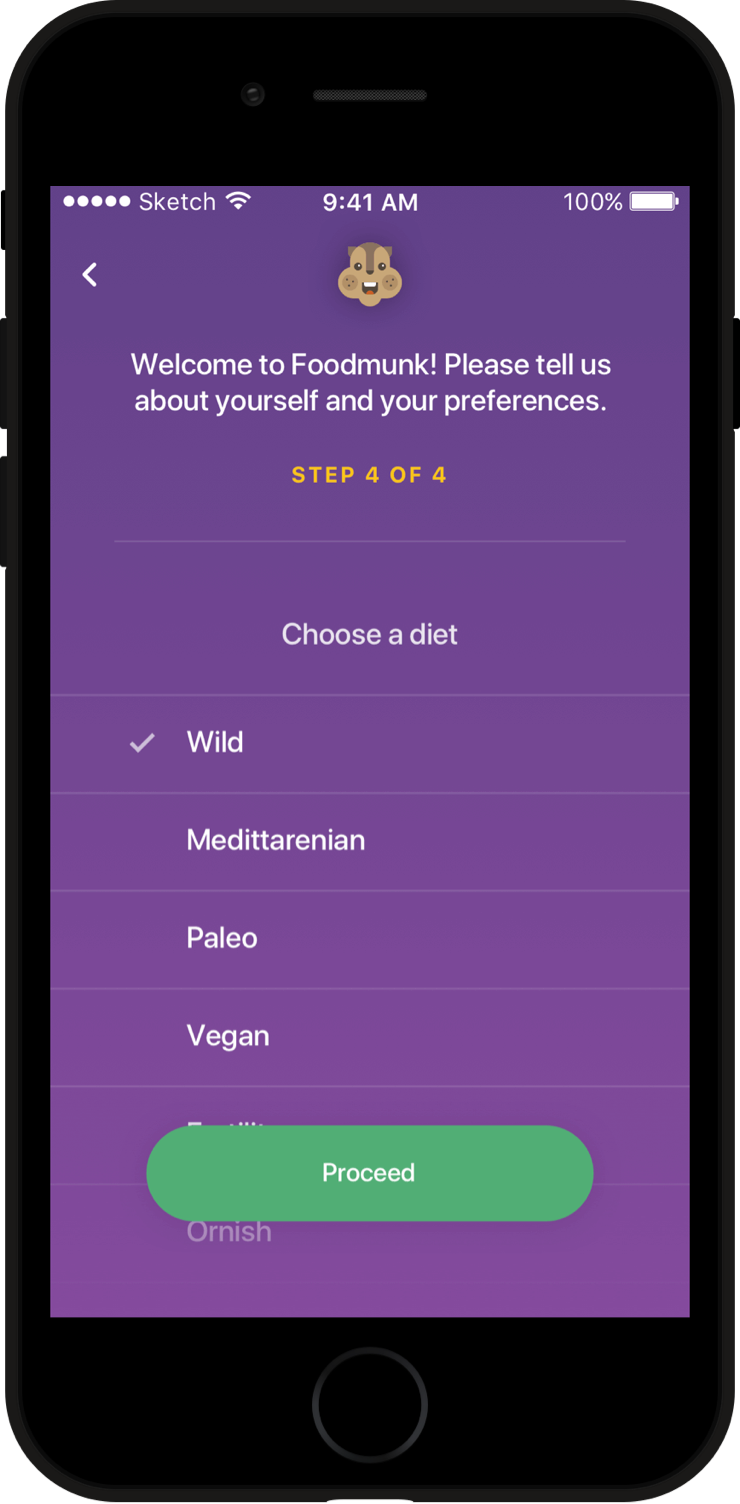 Sketch 9:41 AM 100%
Welcome to Foodmunk! Please tell us
about yourself and your preferences.
STEP 4 OF 4
Choose a diet
Wild
Medittarenian
Paleo
Vegan
Proceed
Ornish